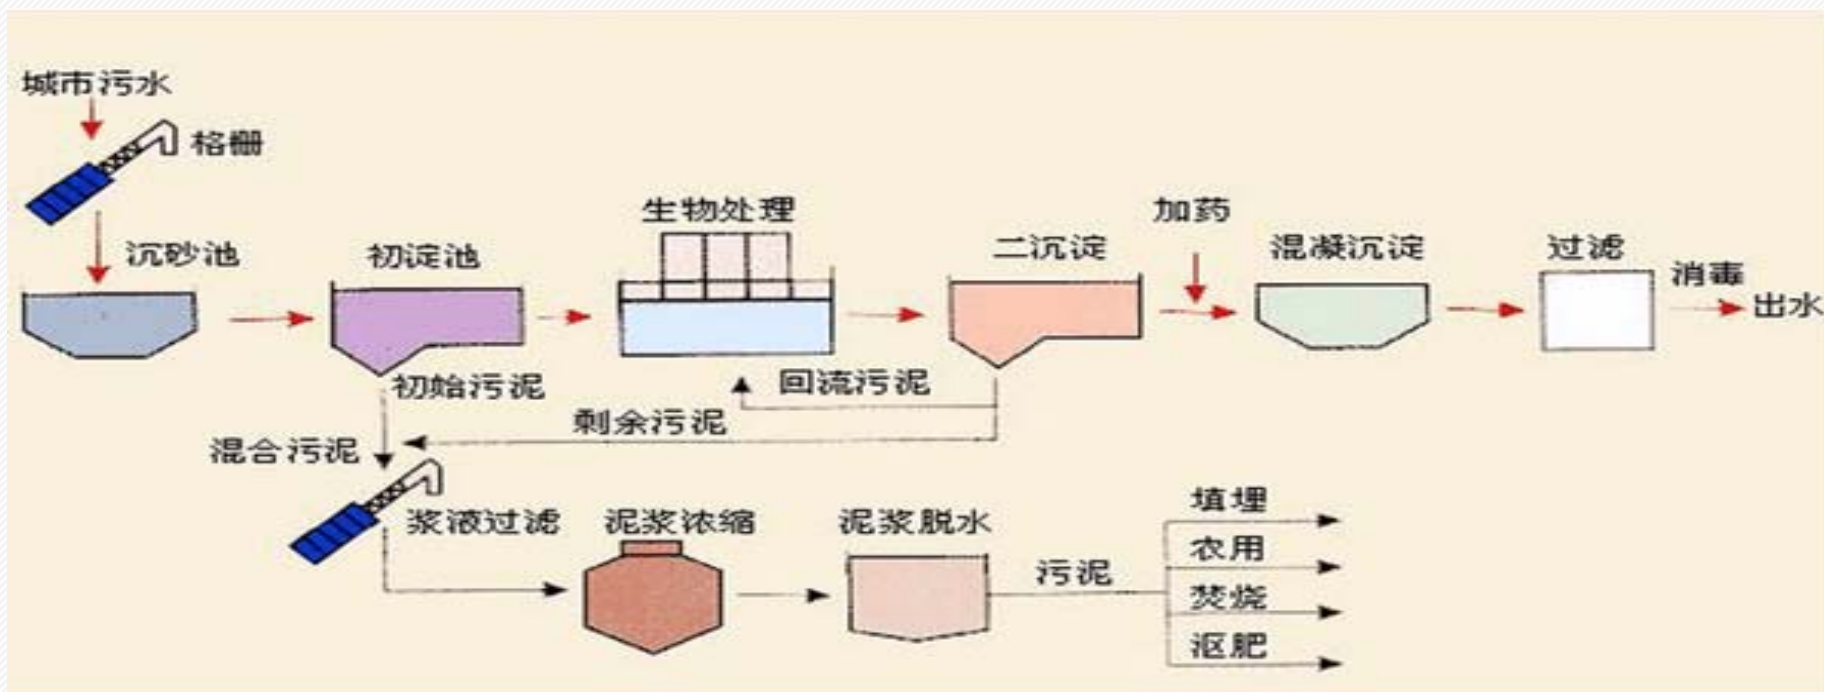 城市污水
格栅
沉砂池
初淀池
生物处理
二沉淀
加药
混凝沉淀
过滤
消毒
出水
初始污泥
回流污泥
剩余污泥
混合污泥
浆液过滤
泥浆浓缩
泥浆脱水
污泥
填埋
农用
焚烧
沤肥